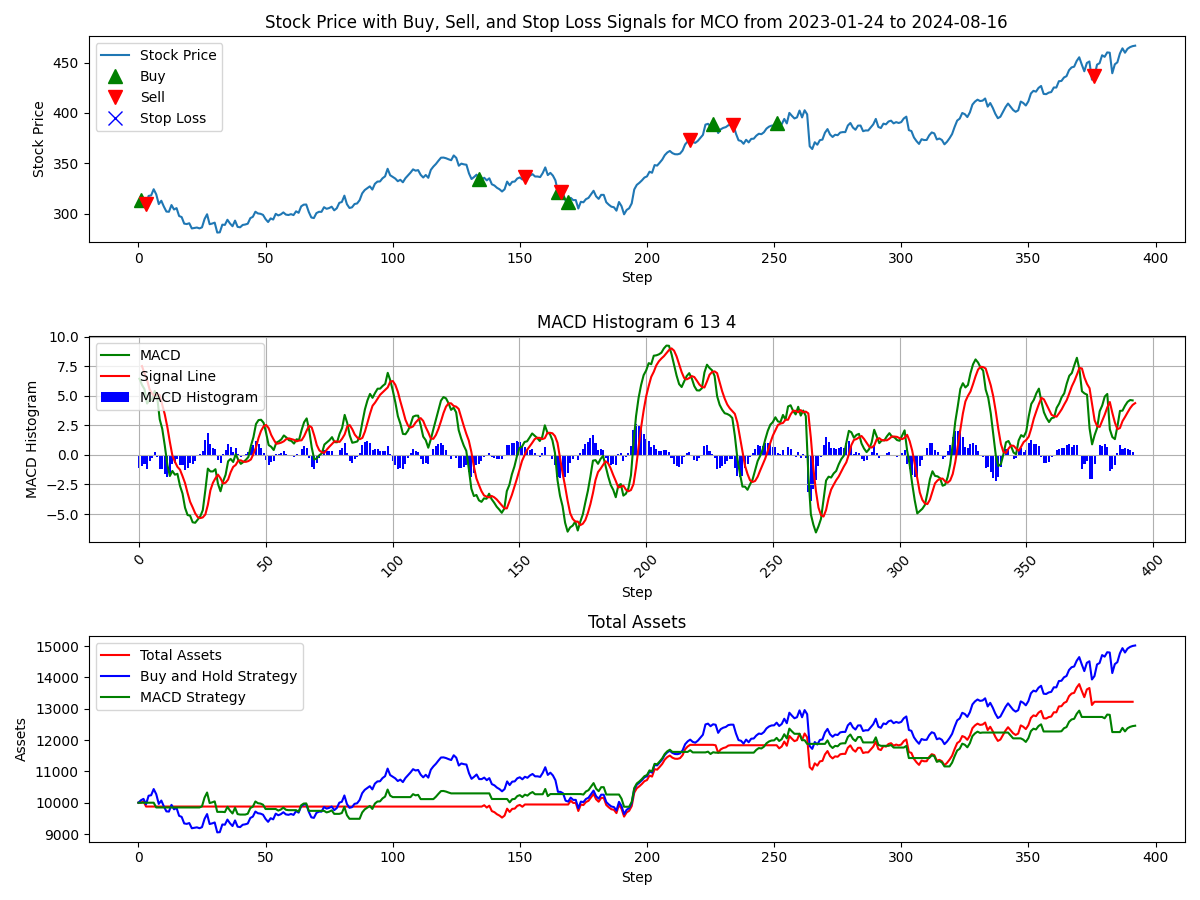 Stock Price with Buy, Sell, and Stop Loss Signals for MCO from 2023-01-24 to 2024-08-16
Stock Price
Buy
Sell
Stop Loss
450
400
350
300
Stock Price
0 50 100 150 200 250 300 350 400
Step
MACD Histogram 6 13 4
MACD
Signal Line
MACD Histogram
10.0
7.5
5.0
2.5
0.0
−2.5
−5.0
MACD Histogram
0 50 100 150 200 250 300 350 400
Step
Total Assets
Total Assets
Buy and Hold Strategy
MACD Strategy
15000
14000
13000
12000
11000
10000
9000
Assets
0 50 100 150 200 250 300 350 400
Step